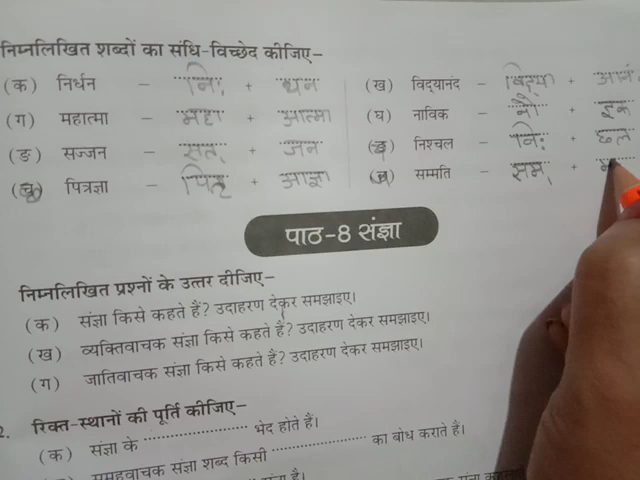 निम्नलिखित शब्दों का संधि-विच्छेद कीजिए-
(क) निर्धन - निः + धन (ख) विद्यानंद - विद्या + आनं
(ग) महात्मा - महा + आत्मा (घ) नाविक - नौ + इक
(ङ) सज्जन - सत् + जन निश्चल - निः + छल
(च) पित्रज्ञा - पितृ + आज्ञा सम्मति - सम् +
पाठ-8 संज्ञा
निम्नलिखित प्रश्नों के उत्तर दीजिए-
(क) संज्ञा किसे कहते हैं? उदाहरण देकर समझाइए।
(ख) व्यक्तिवाचक संज्ञा किसे कहते हैं? उदाहरण देकर समझाइए।
(ग) जातिवाचक संज्ञा किसे कहते हैं? उदाहरण देकर समझाइए।
2. रिक्त-स्थानों की पूर्ति कीजिए-
(क) संज्ञा के .................... भेद होते हैं।
समूहवाचक संज्ञा शब्द किसी .................... का बोध कराते हैं।